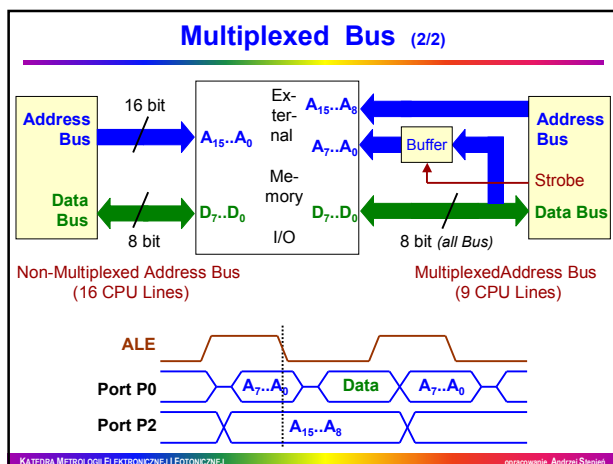 Multiplexed Bus (2/2)
16 bit
Address
Bus
A15..A0
Data
Bus
D7..D0
8 bit
Non-Multiplexed Address Bus
(16 CPU Lines)
Ex-
ter-
nal
Me-
mory
I/O
A15..A8
A7..A0
Buffer
Address
Bus
Strobe
D7..D0
Data Bus
8 bit (all Bus)
MultiplexedAddress Bus
(9 CPU Lines)
ALE
Port P0
A7..A0
Data
A7..A0
Port P2
A15..A8
KATEDRA METROLOGII ELEKTRONICZNEJ I FOTONICZNEJ
opracowanie Andrzej Stępień